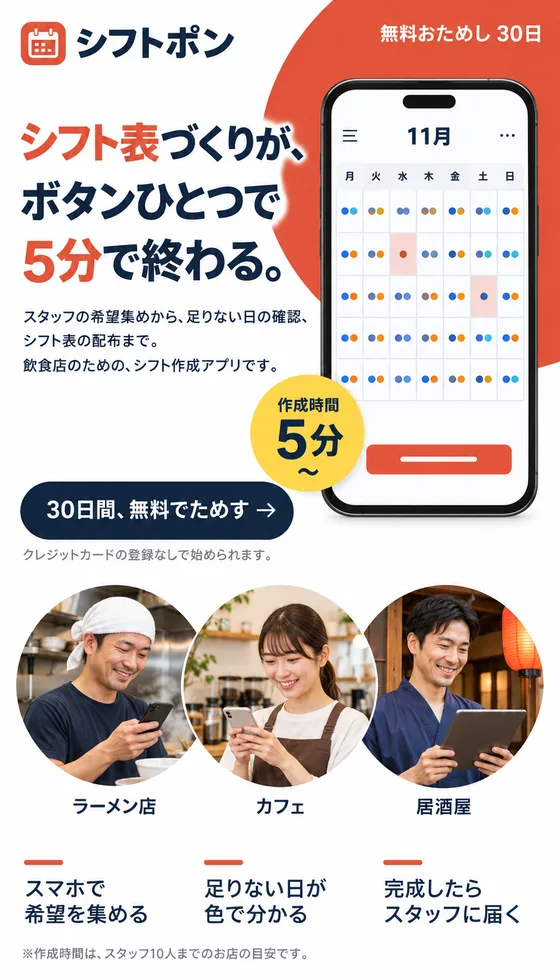 シフトポン
無料おためし 30日
シフト表づくりが、
ボタンひとつで
5分で終わる。
スタッフの希望集めから、足りない日の確認、
シフト表の配布まで。
飲食店のための、シフト作成アプリです。
11月
月 火 水 木 金 土 日
作成時間
5分
〜
30日間、無料でためす →
クレジットカードの登録なしで始められます。
ラーメン店
カフェ
居酒屋
スマホで
希望を集める
足りない日が
色で分かる
完成したら
スタッフに届く
※作成時間は、スタッフ10人までのお店の目安です。